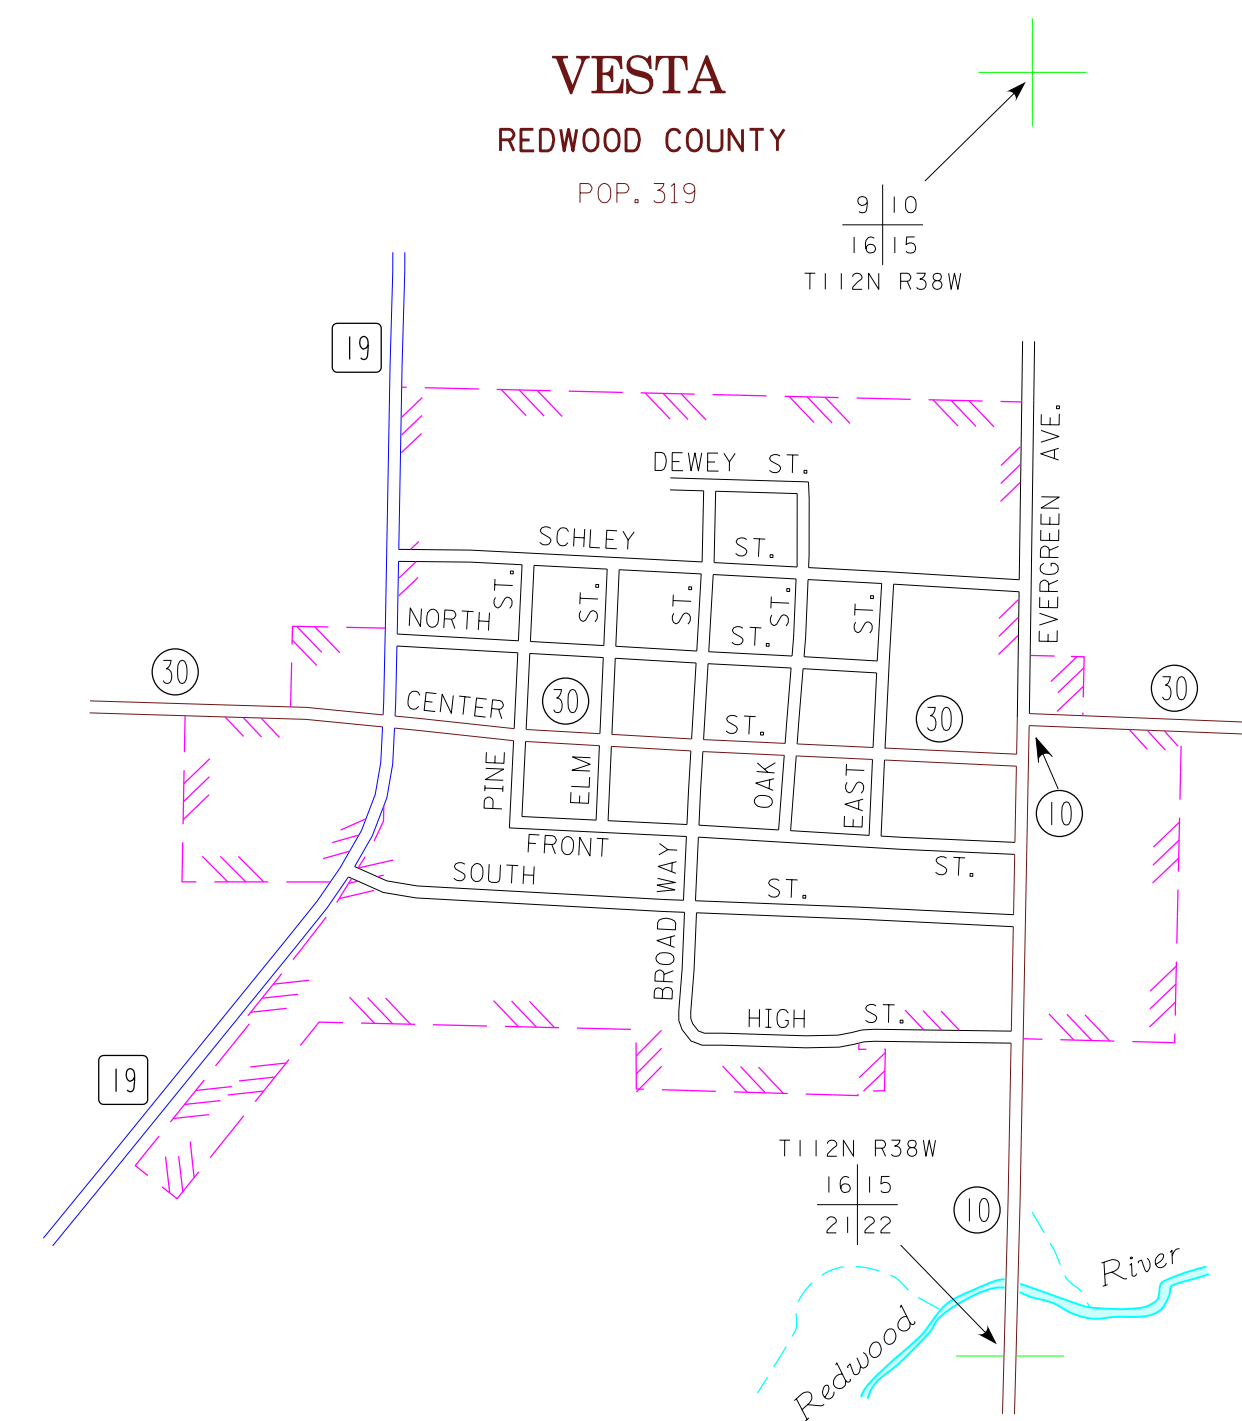 VESTA
REDWOOD COUNTY
POP. 319
9 10
16 15
T112N R38W
19
EVERGREEN AVE.
DEWEY ST.
SCHLEY ST.
ST.
ST.
ST.
ST.
ST.
NORTH ST.
30
30
30
30
CENTER ST.
PINE
ELM
OAK
EAST
10
FRONT ST.
SOUTH ST.
BROAD WAY
HIGH ST.
19
T112N R38W
16 15
21 22
10
Redwood River